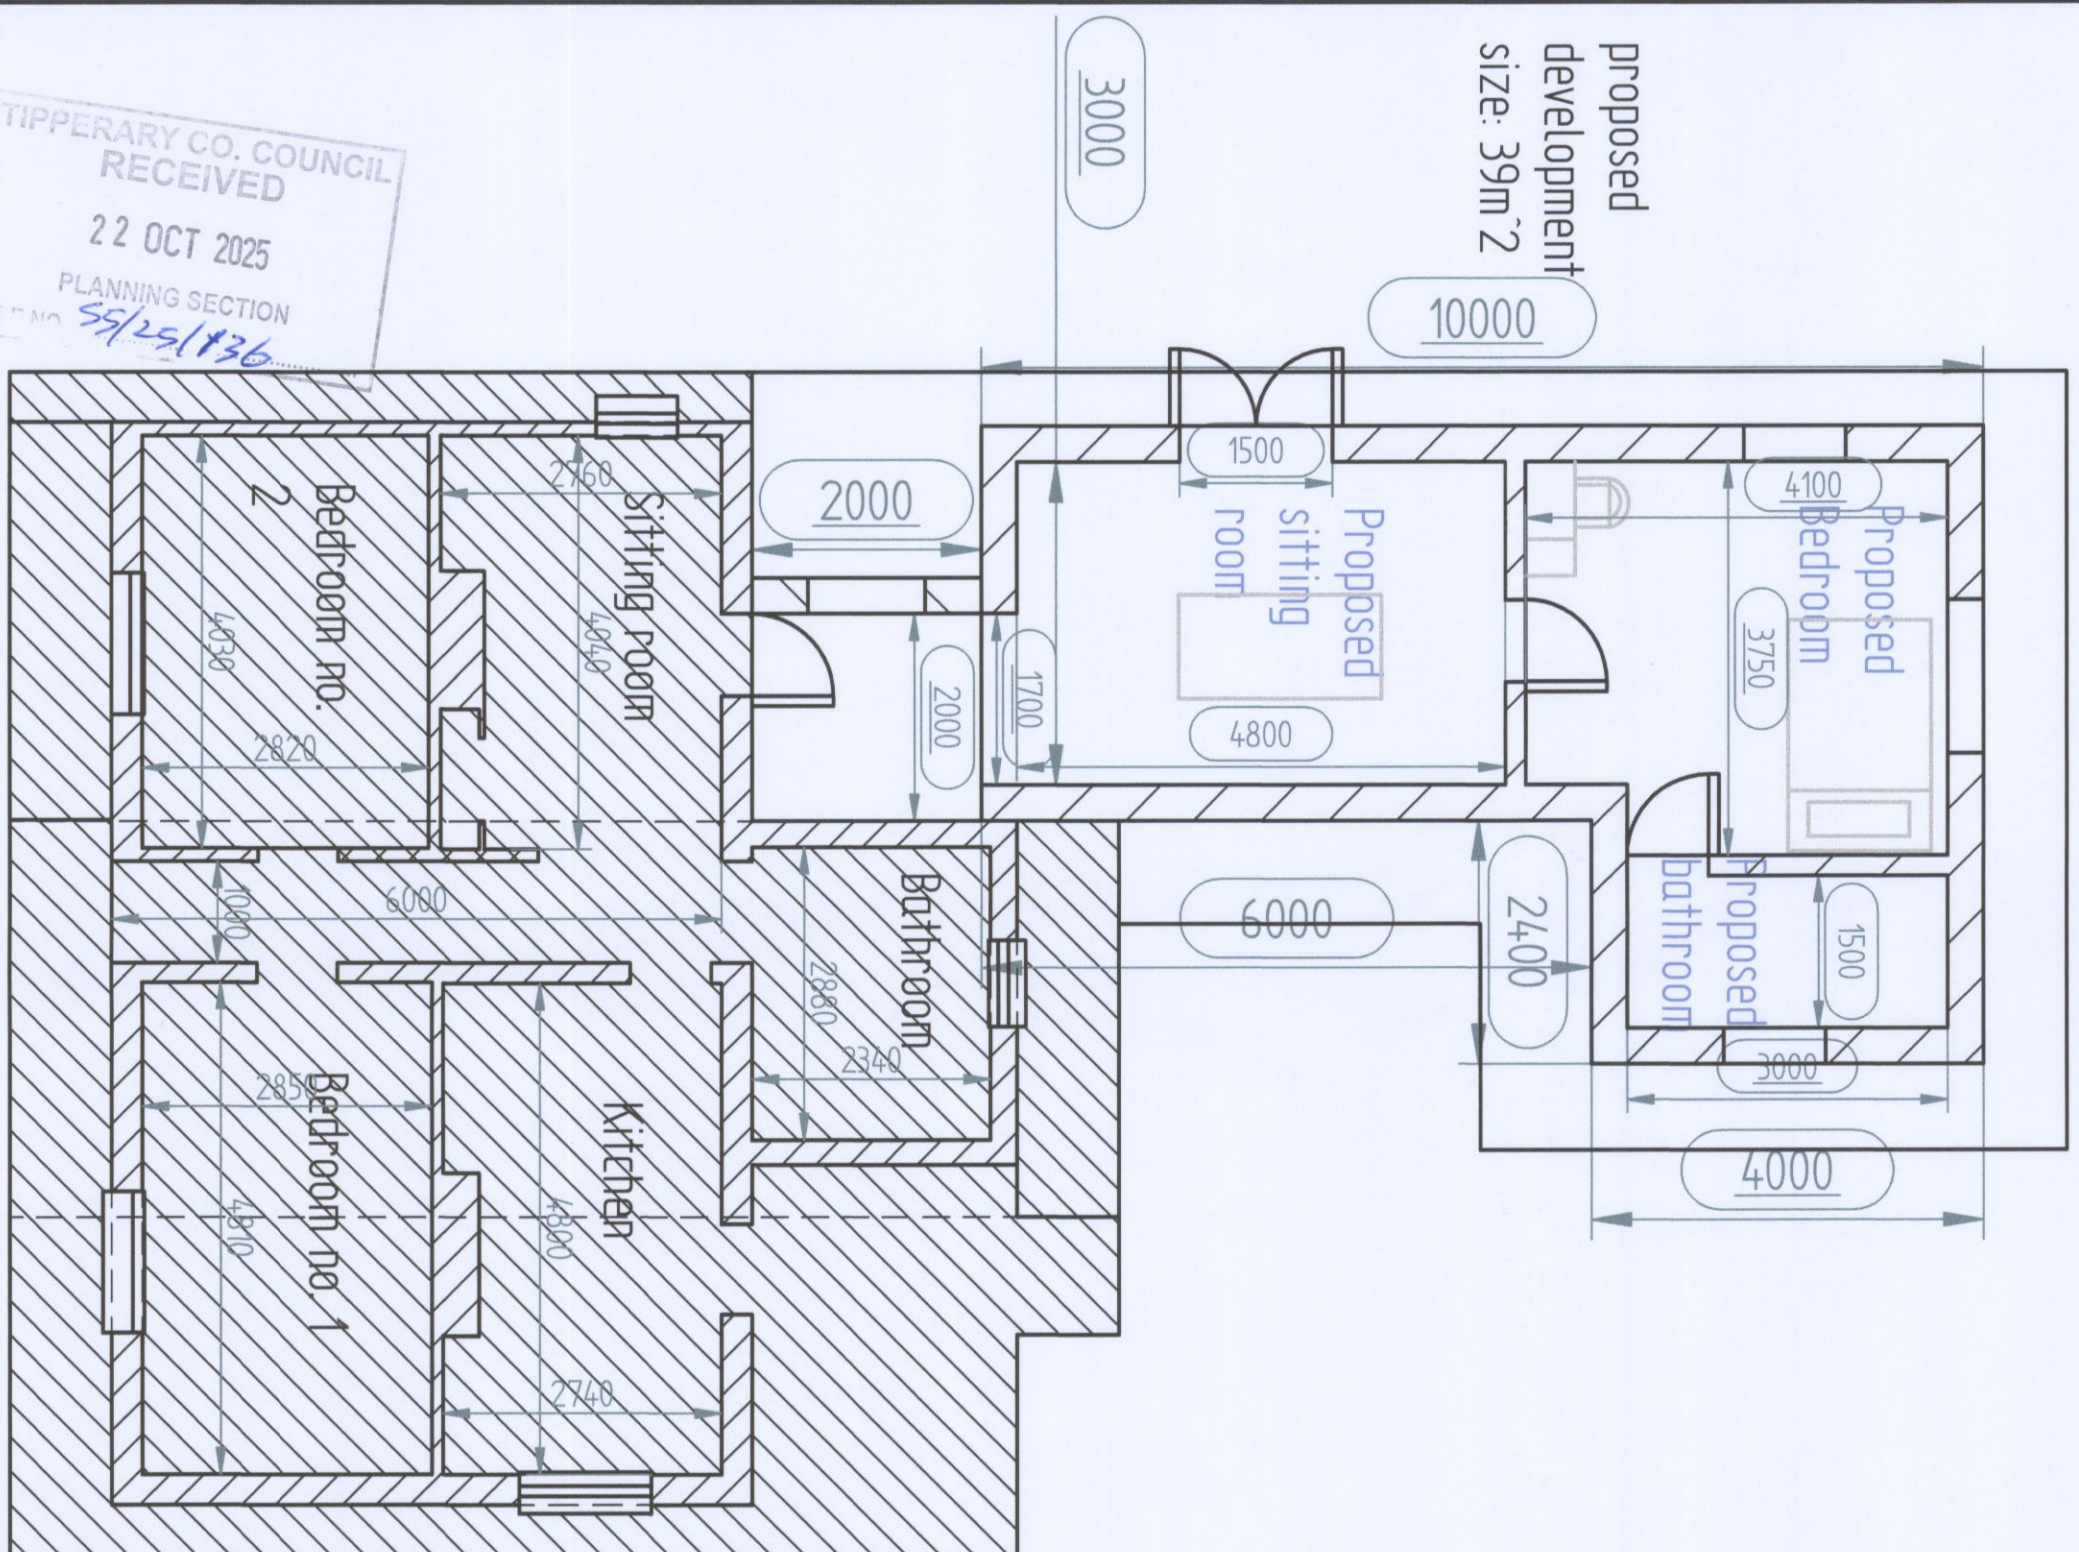 TIPPERARY CO. COUNCIL
RECEIVED
22 OCT 2025
PLANNING SECTION
SS/25/136
proposed
development
size: 39m^2
3000
10000
1500
4100
2000
Proposed
sitting
room
Proposed
Bedroom
3750
1700
2000
4800
Proposed
bathroom
1500
3000
4000
2400
6000
Sitting room
2760
4040
Bedroom no.
2
4030
2820
1000
6000
Bathroom
2880
2340
Bedroom no. 1
2850
4810
Kitchen
4800
2740